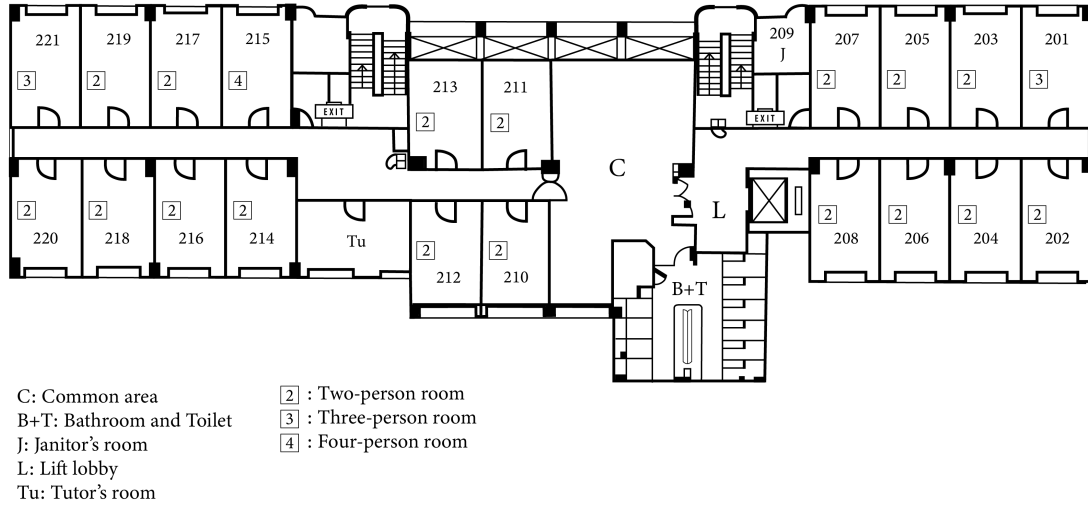 221 219 217 215 209 207 205 203 201
J
3 2 2 4 213 211 2 2 2 3
EXIT 2 2 EXIT
C
L
2 2 2 2 2 2 2 2
220 218 216 214 Tu 2 2 208 206 204 202
212 210 B+T
C: Common area
B+T: Bathroom and Toilet
J: Janitor's room
L: Lift lobby
Tu: Tutor's room
2 : Two-person room
3 : Three-person room
4 : Four-person room